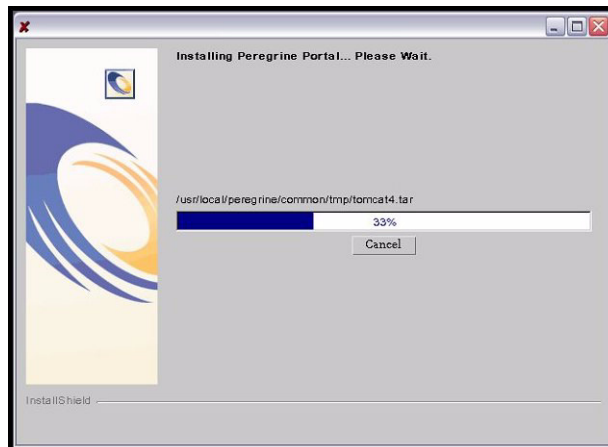 Installing Peregrine Portal... Please Wait.
/usr/local/peregrine/common/tmp/tomcat4.tar
33%
Cancel
InstallShield